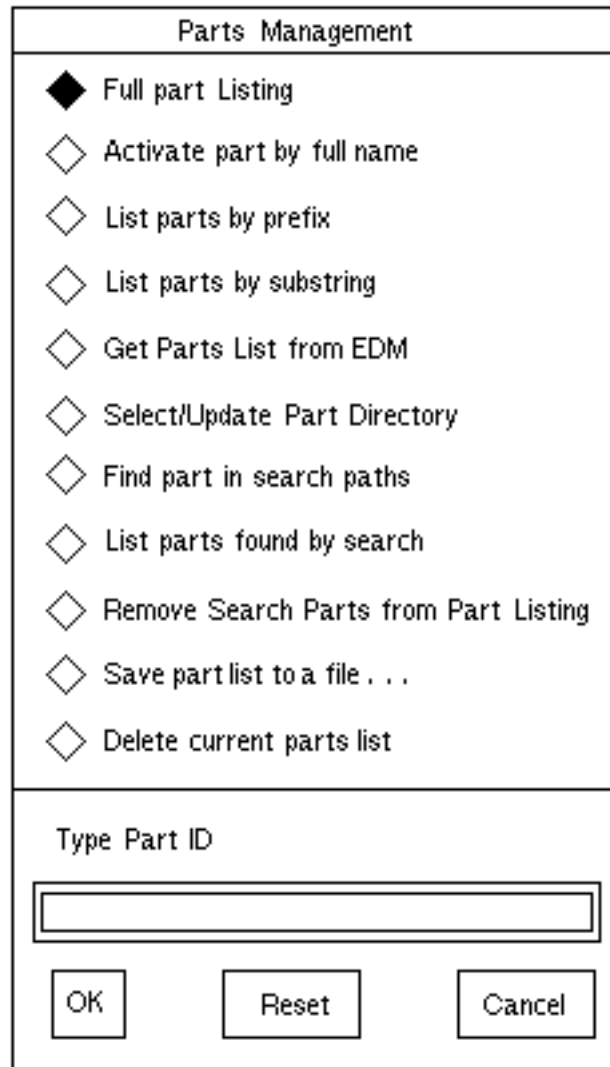 Parts Management
Full part Listing
Activate part by full name
List parts by prefix
List parts by substring
Get Parts List from EDM
Select/Update Part Directory
Find part in search paths
List parts found by search
Remove Search Parts from Part Listing
Save part list to a file . . .
Delete current parts list
Type Part ID
OK Reset Cancel